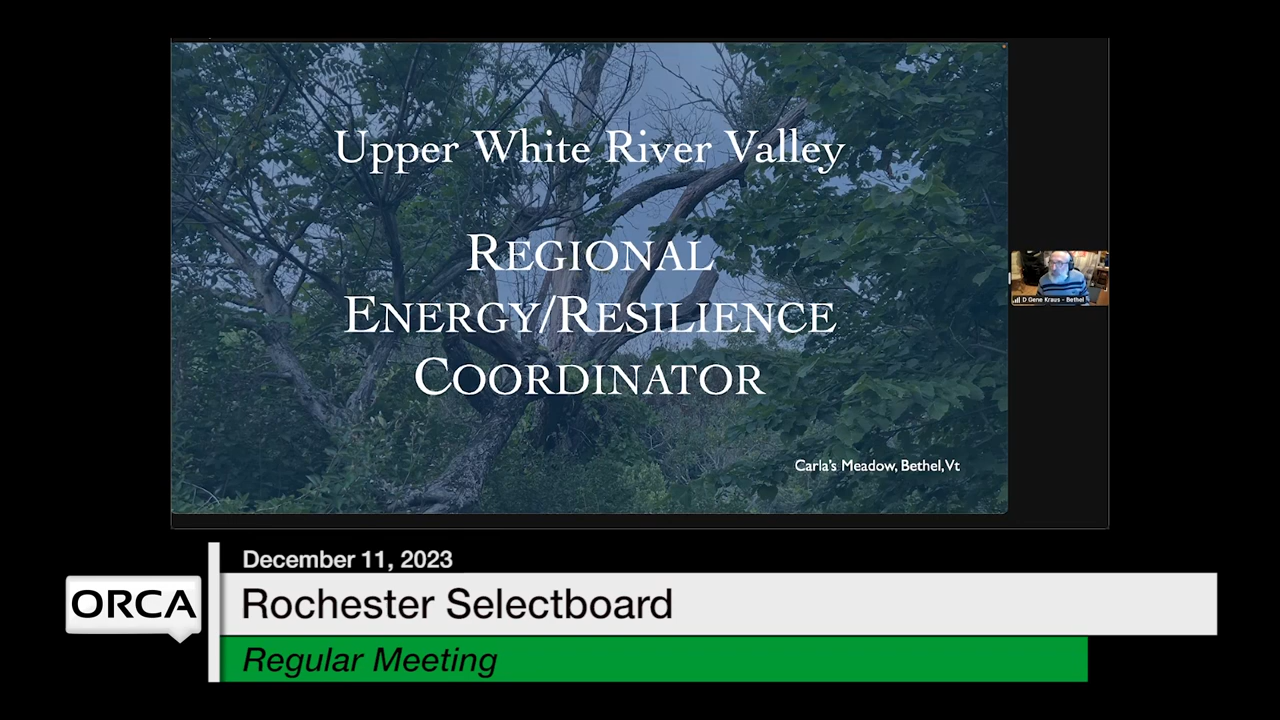 Upper White River Valley
REGIONAL
ENERGY/RESILIENCE
COORDINATOR
Carla's Meadow, Bethel, Vt
D Gene Kraus - Bethel
December 11, 2023
ORCA
Rochester Selectboard
Regular Meeting